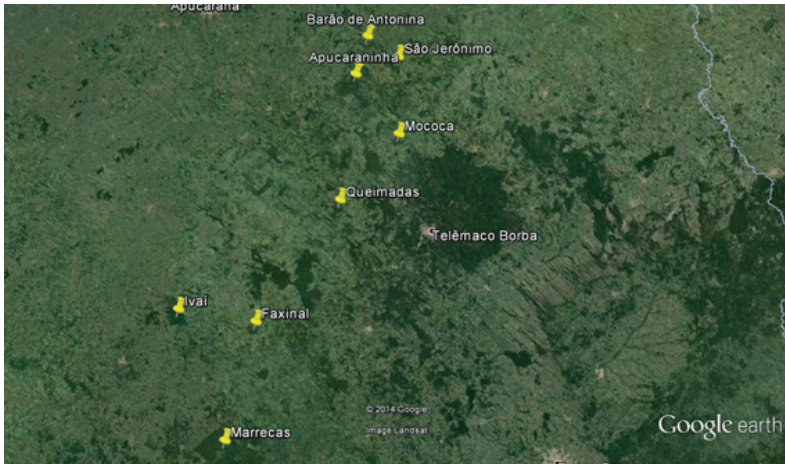 Apucarana
Barão de Antonina
São Jerônimo
Apucaraninha
Mococa
Queimadas
Telêmaco Borba
Ivaí
Faxinal
© 2014 Google
Image Landsat
Google earth
Marrecas